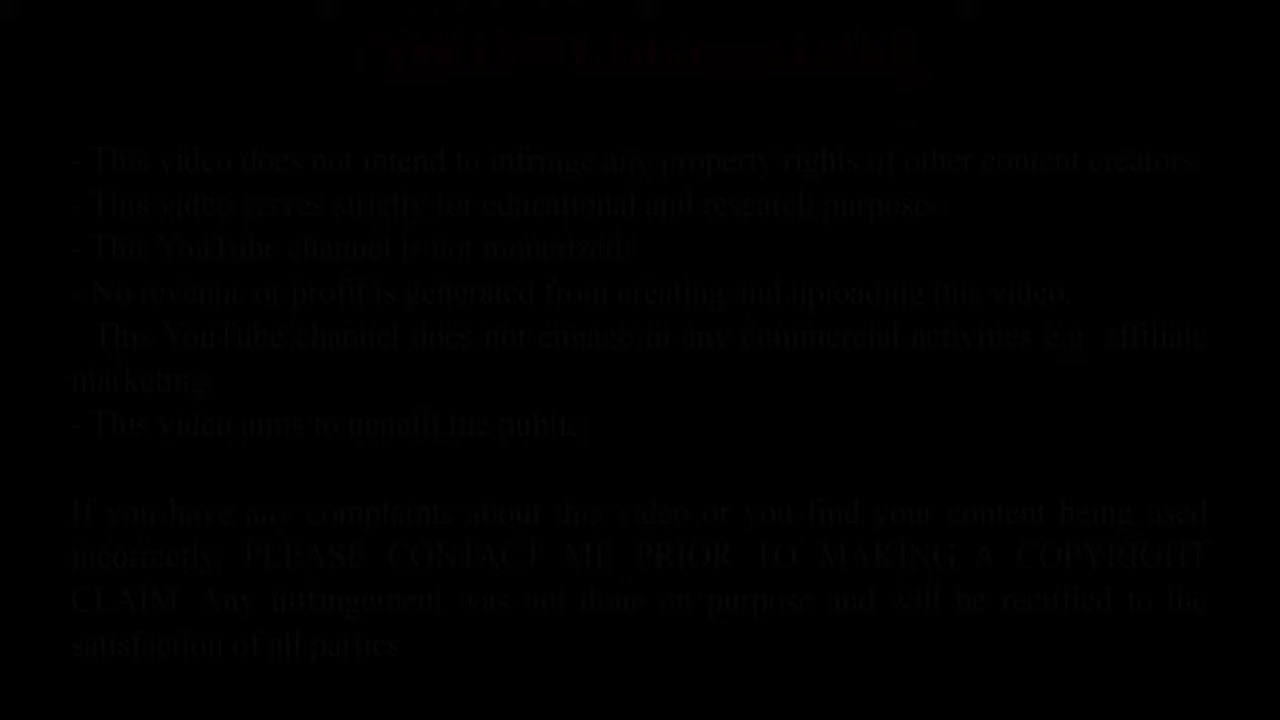 - This video does not intend to infringe any property rights of other content creators.
- This video serves strictly for educational and research purposes.
- This YouTube channel is not monetized.
- No revenue or profit is generated from creating and uploading this video.
- This YouTube channel does not engage in any commercial activities e.g. affiliate
marketing.
- This video aims to benefit the public.
If you have any complaints about this video or you find your content being used
incorrectly, PLEASE CONTACT ME PRIOR TO MAKING A COPYRIGHT
CLAIM. Any infringement was not done on purpose and will be rectified to the
satisfaction of all parties.